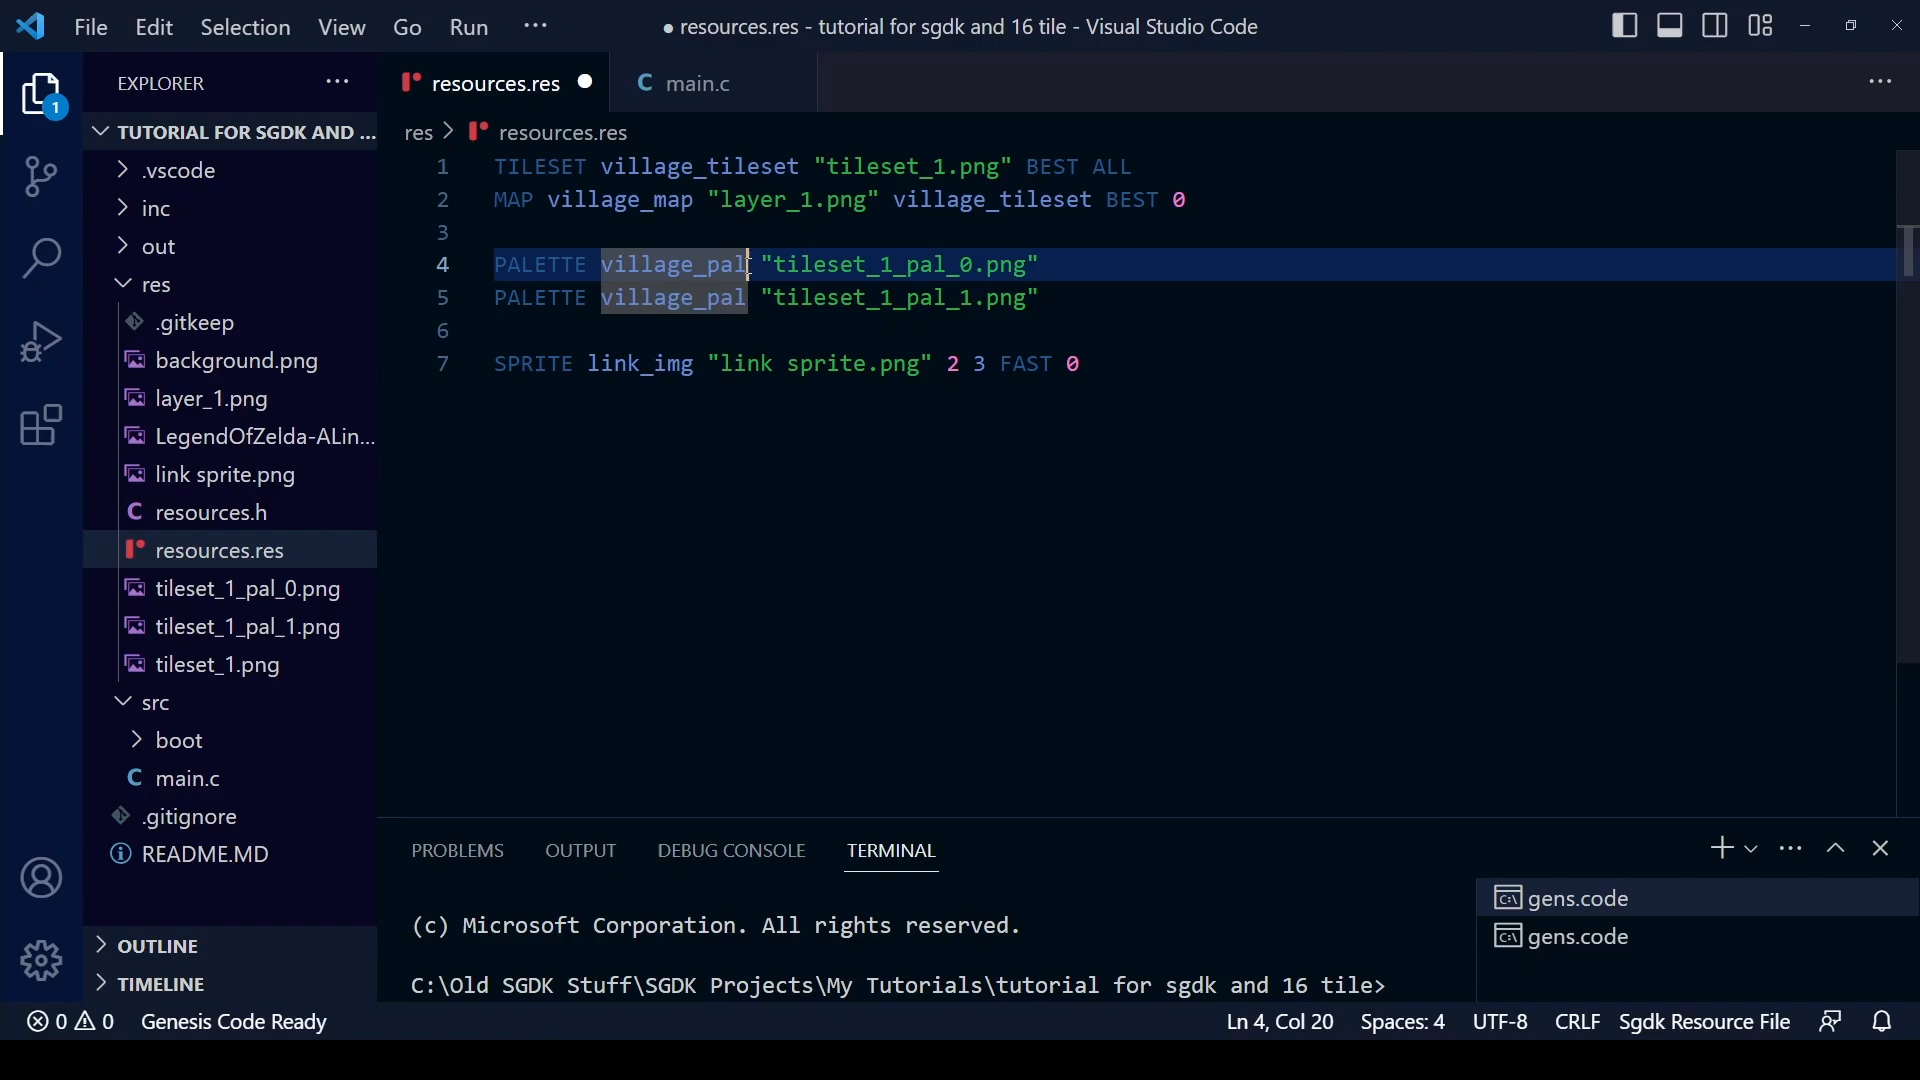 File Edit Selection View Go Run ···
● resources.res - tutorial for sgdk and 16 tile - Visual Studio Code
EXPLORER ···
resources.res ●
C main.c
1
TUTORIAL FOR SGDK AND ...
.vscode
inc
out
res
.gitkeep
background.png
layer_1.png
LegendOfZelda-ALin...
link sprite.png
C resources.h
resources.res
tileset_1_pal_0.png
tileset_1_pal_1.png
tileset_1.png
src
boot
C main.c
.gitignore
README.MD
OUTLINE
TIMELINE
res > resources.res
1 TILESET village_tileset "tileset_1.png" BEST ALL
2 MAP village_map "layer_1.png" village_tileset BEST 0
3
4 PALETTE village_pal "tileset_1_pal_0.png"
5 PALETTE village_pal "tileset_1_pal_1.png"
6
7 SPRITE link_img "link sprite.png" 2 3 FAST 0
PROBLEMS OUTPUT DEBUG CONSOLE TERMINAL
(c) Microsoft Corporation. All rights reserved.
C:\Old SGDK Stuff\SGDK Projects\My Tutorials\tutorial for sgdk and 16 tile>
gens.code
gens.code
0 0 Genesis Code Ready
Ln 4, Col 20 Spaces: 4 UTF-8 CRLF Sgdk Resource File